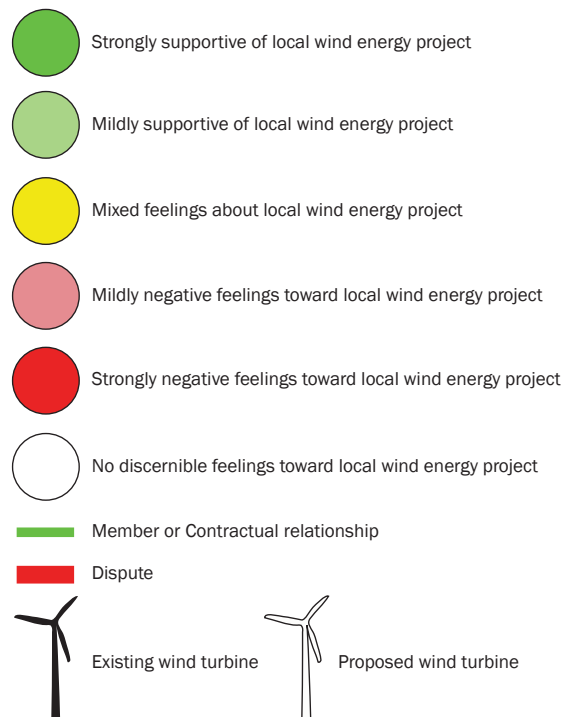 Strongly supportive of local wind energy project
Mildly supportive of local wind energy project
Mixed feelings about local wind energy project
Mildly negative feelings toward local wind energy project
Strongly negative feelings toward local wind energy project
No discernible feelings toward local wind energy project
Member or Contractual relationship
Dispute
Existing wind turbine
Proposed wind turbine